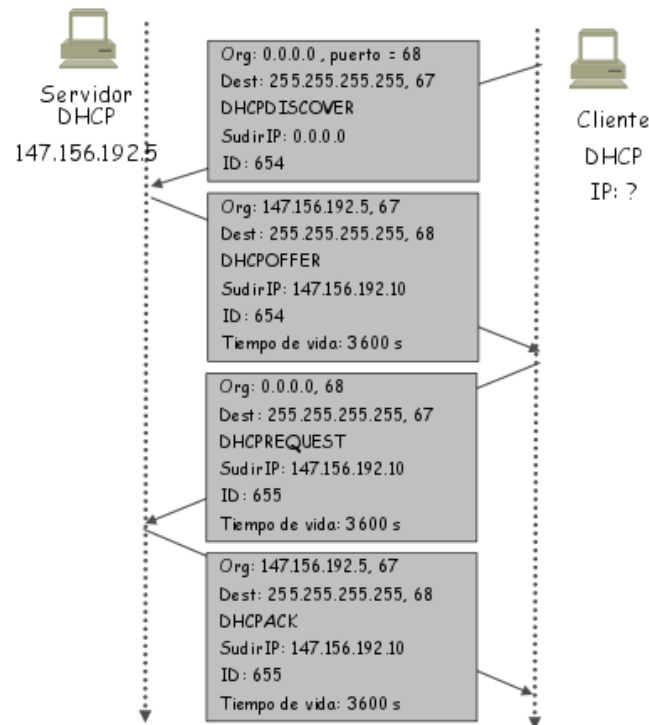 Servidor
DHCP
147.156.192.5
Org: 0.0.0.0 , puerto = 68
Dest: 255.255.255.255, 67
DHCPDISCOVER
SudirIP: 0.0.0.0
ID: 654
Cliente
DHCP
IP: ?
Org: 147.156.192.5, 67
Dest: 255.255.255.255, 68
DHCPOFFER
SudirIP: 147.156.192.10
ID: 654
Tiempo de vida: 3600 s
Org: 0.0.0.0, 68
Dest: 255.255.255.255, 67
DHCPREQUEST
SudirIP: 147.156.192.10
ID: 655
Tiempo de vida: 3600 s
Org: 147.156.192.5, 67
Dest: 255.255.255.255, 68
DHCPACK
SudirIP: 147.156.192.10
ID: 655
Tiempo de vida: 3600 s